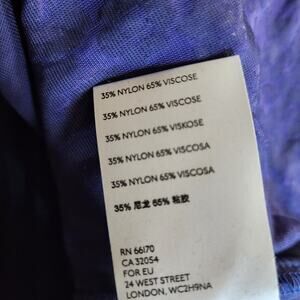 35% NYLON 65% VISCOSE
35% NYLON 65% VISCOSE
35% NYLON 65% VISKOSE
35% NYLON 65% VISCOSA
35% NYLON 65% VISCOSA
35% 尼龙 65% 粘胶
RN 66170
CA 32054
FOR EU
24 WEST STREET
LONDON, WC2H9NA